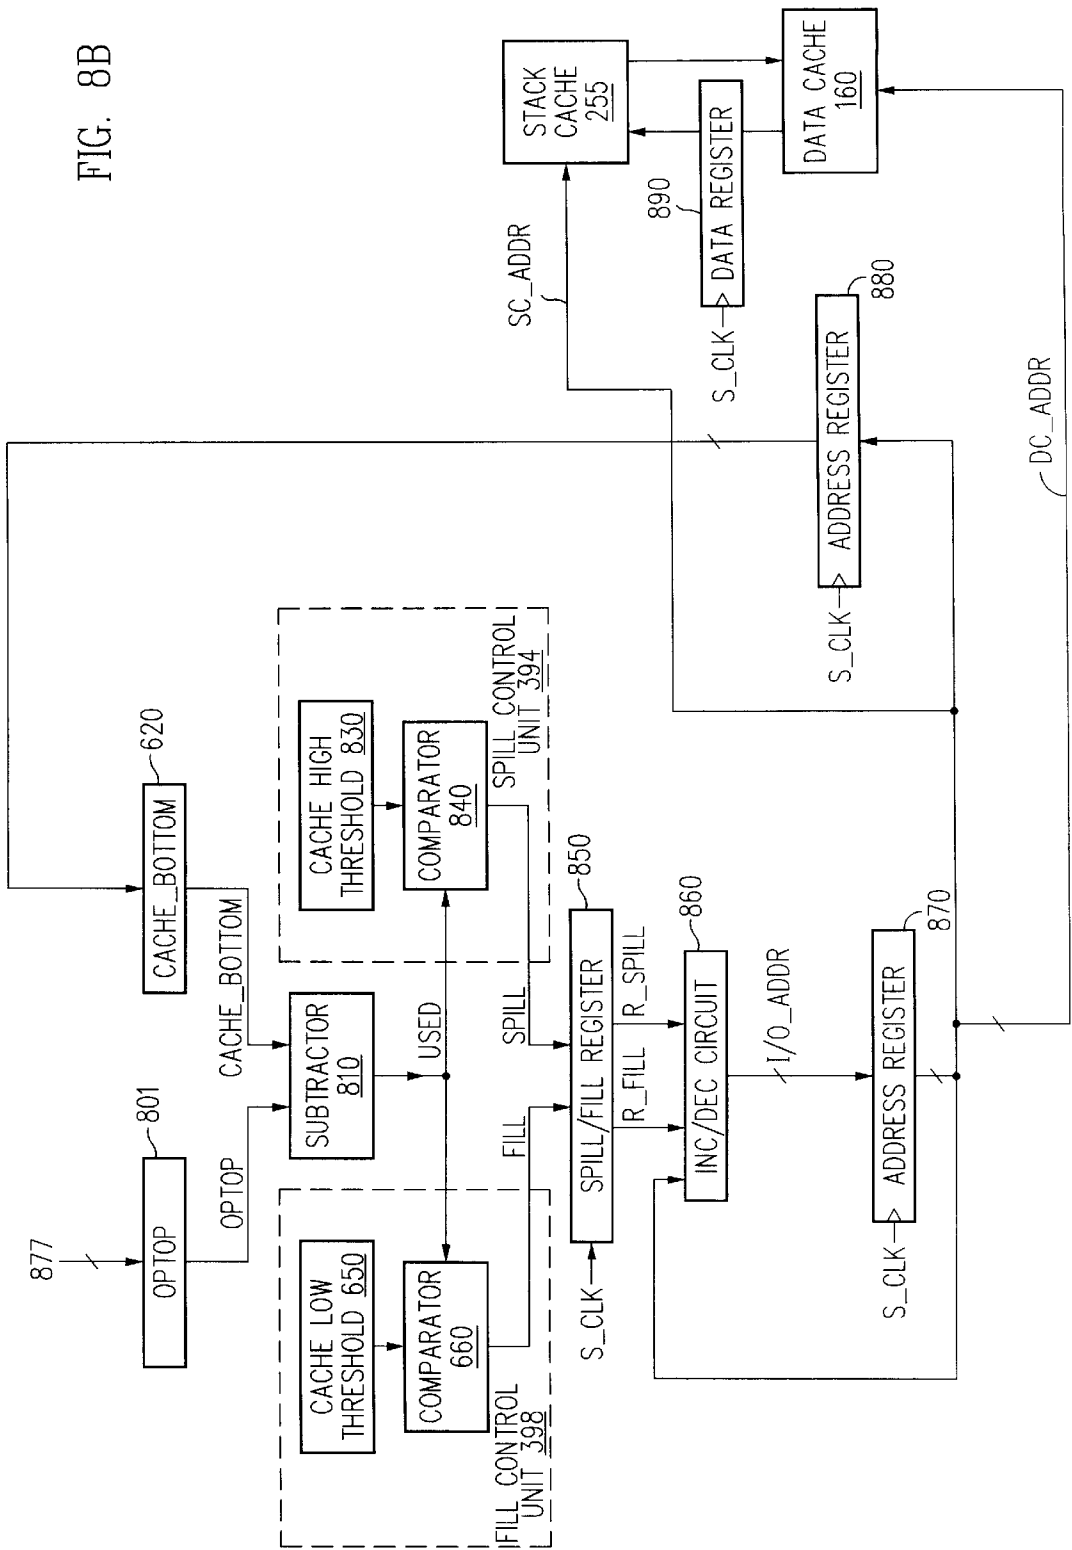 FIG. 8B
877
OPTOP
801
OPTOP
CACHE_BOTTOM
620
CACHE_BOTTOM
SUBTRACTOR
810
USED
CACHE LOW
THRESHOLD 650
COMPARATOR
660
FILL CONTROL
UNIT 398
FILL
CACHE HIGH
THRESHOLD 830
COMPARATOR
840
SPILL CONTROL
UNIT 394
SPILL
S_CLK
SPILL/FILL REGISTER
850
R_FILL
R_SPILL
INC/DEC CIRCUIT
860
I/O_ADDR
S_CLK
ADDRESS REGISTER
870
S_CLK
ADDRESS REGISTER
880
SC_ADDR
STACK
CACHE
255
S_CLK
DATA REGISTER
890
DATA CACHE
160
DC_ADDR